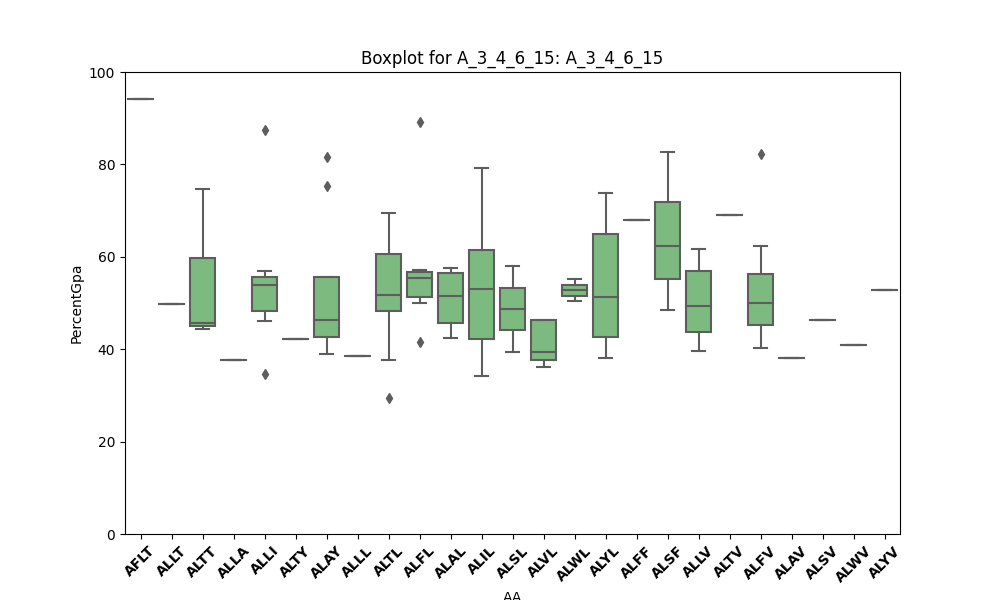 Boxplot for A_3_4_6_15: A_3_4_6_15
100
80
60
40
20
0
PercentGpa
AFLT ALLT ALTT ALLA ALLI ALTY ALAY ALLL ALTL ALFL ALAL ALIL ALSL ALVL ALWL ALYL ALFF ALSF ALLV ALTV ALFV ALAV ALSV ALWV ALYV
AA